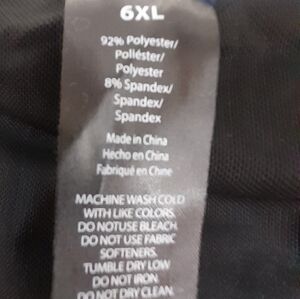 6XL
92% Polyester/
Poliéster/
Polyester
8% Spandex/
Spandex/
Spandex
Made in China
Hecho en China
Fabriqué en Chine
MACHINE WASH COLD
WITH LIKE COLORS.
DO NOT USE BLEACH.
DO NOT USE FABRIC
SOFTENERS.
TUMBLE DRY LOW
DO NOT IRON.
DO NOT DRY CLEAN.